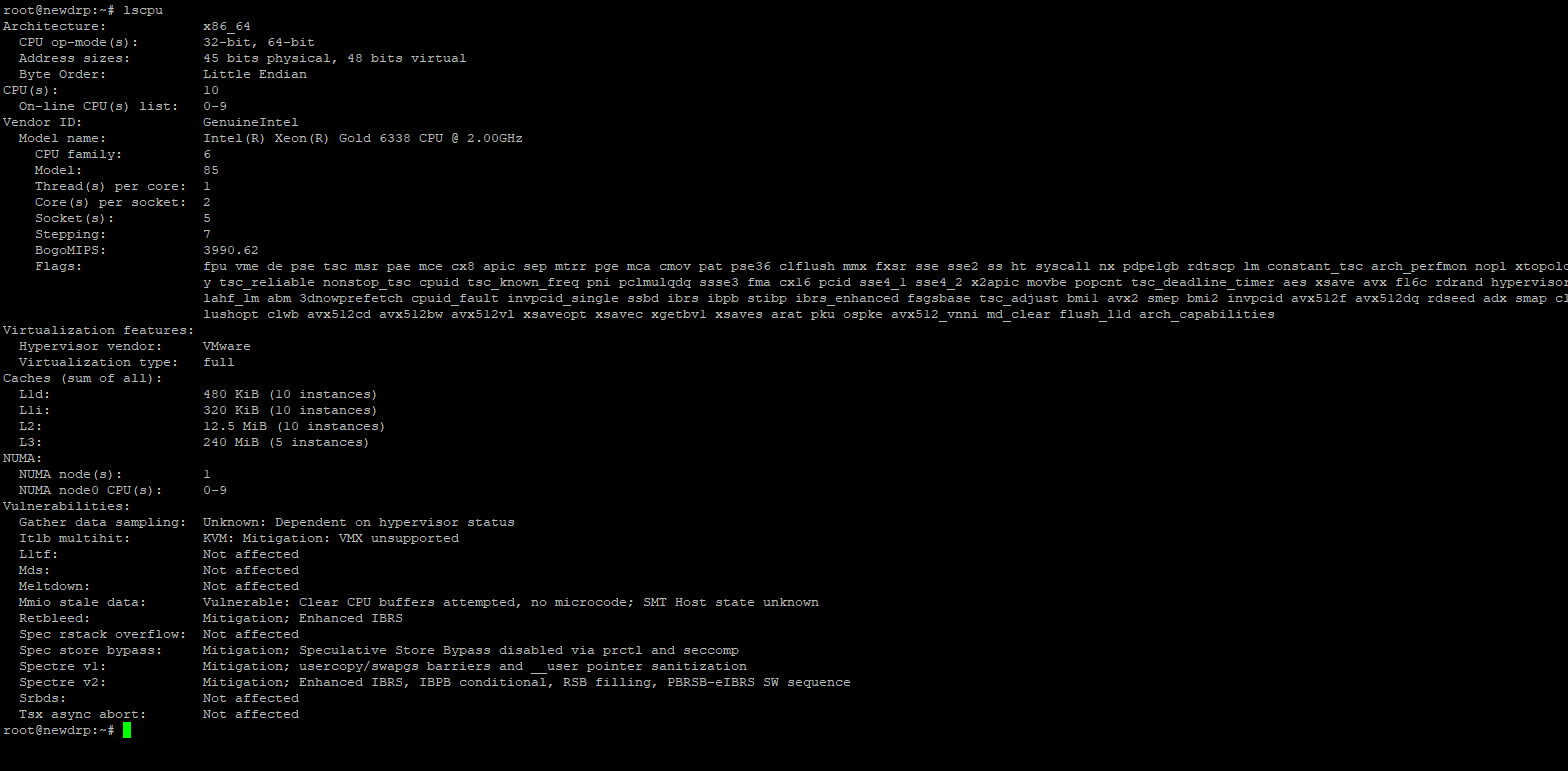 root@newdrp:~# lscpu
Architecture:            x86_64
  CPU op-mode(s):        32-bit, 64-bit
  Address sizes:         45 bits physical, 48 bits virtual
  Byte Order:            Little Endian
CPU(s):                  10
  On-line CPU(s) list:   0-9
Vendor ID:               GenuineIntel
  Model name:            Intel(R) Xeon(R) Gold 6338 CPU @ 2.00GHz
    CPU family:          6
    Model:               85
    Thread(s) per core:  1
    Core(s) per socket:  2
    Socket(s):           5
    Stepping:            7
    BogoMIPS:            3990.62
    Flags:               fpu vme de pse tsc msr pae mce cx8 apic sep mtrr pge mca cmov pat pse36 clflush mmx fxsr sse sse2 ss ht syscall nx pdpe1gb rdtscp lm constant_tsc arch_perfmon nopl xtopolog
                         y tsc_reliable nonstop_tsc cpuid tsc_known_freq pni pclmulqdq ssse3 fma cx16 pcid sse4_1 sse4_2 x2apic movbe popcnt tsc_deadline_timer aes xsave avx f16c rdrand hypervisor
                         lahf_lm abm 3dnowprefetch cpuid_fault invpcid_single ssbd ibrs ibpb stibp ibrs_enhanced fsgsbase tsc_adjust bmi1 avx2 smep bmi2 invpcid avx512f avx512dq rdseed adx smap cl
                         lushopt clwb avx512cd avx512bw avx512vl xsaveopt xsavec xgetbv1 xsaves arat pku ospke avx512_vnni md_clear flush_l1d arch_capabilities
Virtualization features:
  Hypervisor vendor:     VMware
  Virtualization type:   full
Caches (sum of all):
  L1d:                   480 KiB (10 instances)
  L1i:                   320 KiB (10 instances)
  L2:                    12.5 MiB (10 instances)
  L3:                    240 MiB (5 instances)
NUMA:
  NUMA node(s):          1
  NUMA node0 CPU(s):     0-9
Vulnerabilities:
  Gather data sampling:  Unknown: Dependent on hypervisor status
  Itlb multihit:         KVM: Mitigation: VMX unsupported
  L1tf:                  Not affected
  Mds:                   Not affected
  Meltdown:              Not affected
  Mmio stale data:       Vulnerable: Clear CPU buffers attempted, no microcode; SMT Host state unknown
  Retbleed:              Mitigation; Enhanced IBRS
  Spec rstack overflow:  Not affected
  Spec store bypass:     Mitigation; Speculative Store Bypass disabled via prctl and seccomp
  Spectre v1:            Mitigation; usercopy/swapgs barriers and __user pointer sanitization
  Spectre v2:            Mitigation; Enhanced IBRS, IBPB conditional, RSB filling, PBRSB-eIBRS SW sequence
  Srbds:                 Not affected
  Tsx async abort:       Not affected
root@newdrp:~#